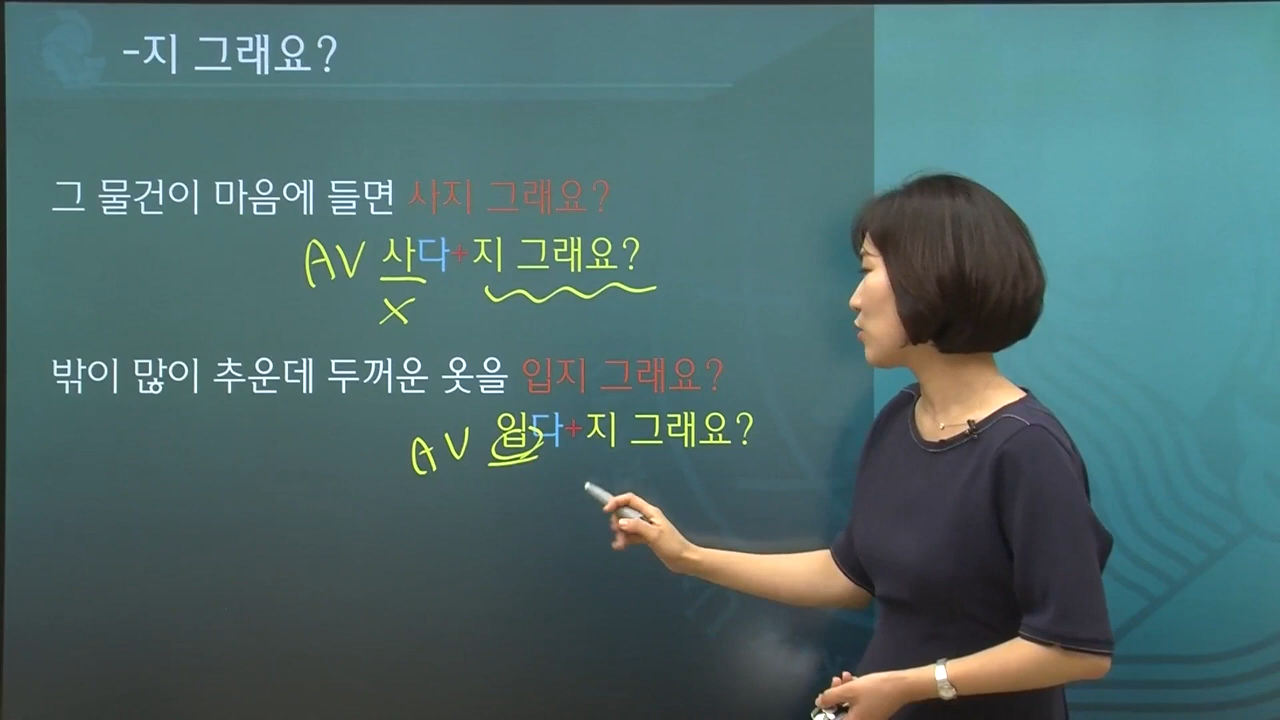 -지 그래요?
그 물건이 마음에 들면 사지 그래요?
AV 사다+지 그래요?
X
밖이 많이 추운데 두꺼운 옷을 입지 그래요?
AV 입다+지 그래요?